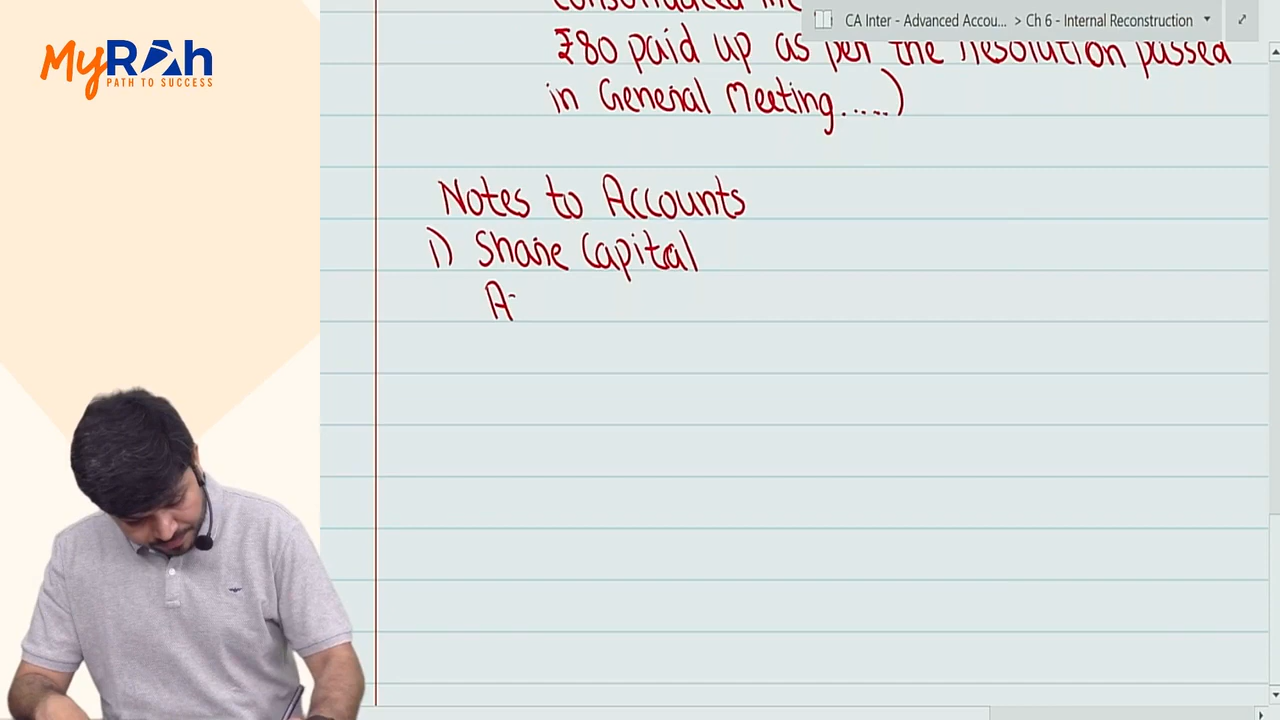 MyRAh
PATH TO SUCCESS
CA Inter - Advanced Accou... > Ch 6 - Internal Reconstruction
consolidated
₹80 paid up as per the resolution passed
in General Meeting.....)
Notes to Accounts
i) Share Capital
A